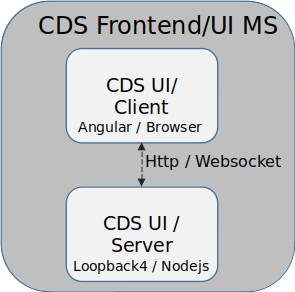 CDS Frontend/UI MS
CDS UI/
Client
Angular / Browser
Http / Websocket
CDS UI /
Server
Loopback4 / Nodejs